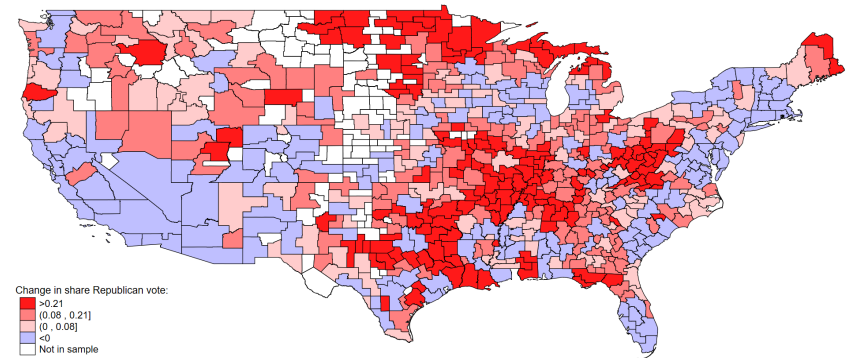 Change in share Republican vote:
>0.21
(0.08 , 0.21]
(0 , 0.08]
<0
Not in sample